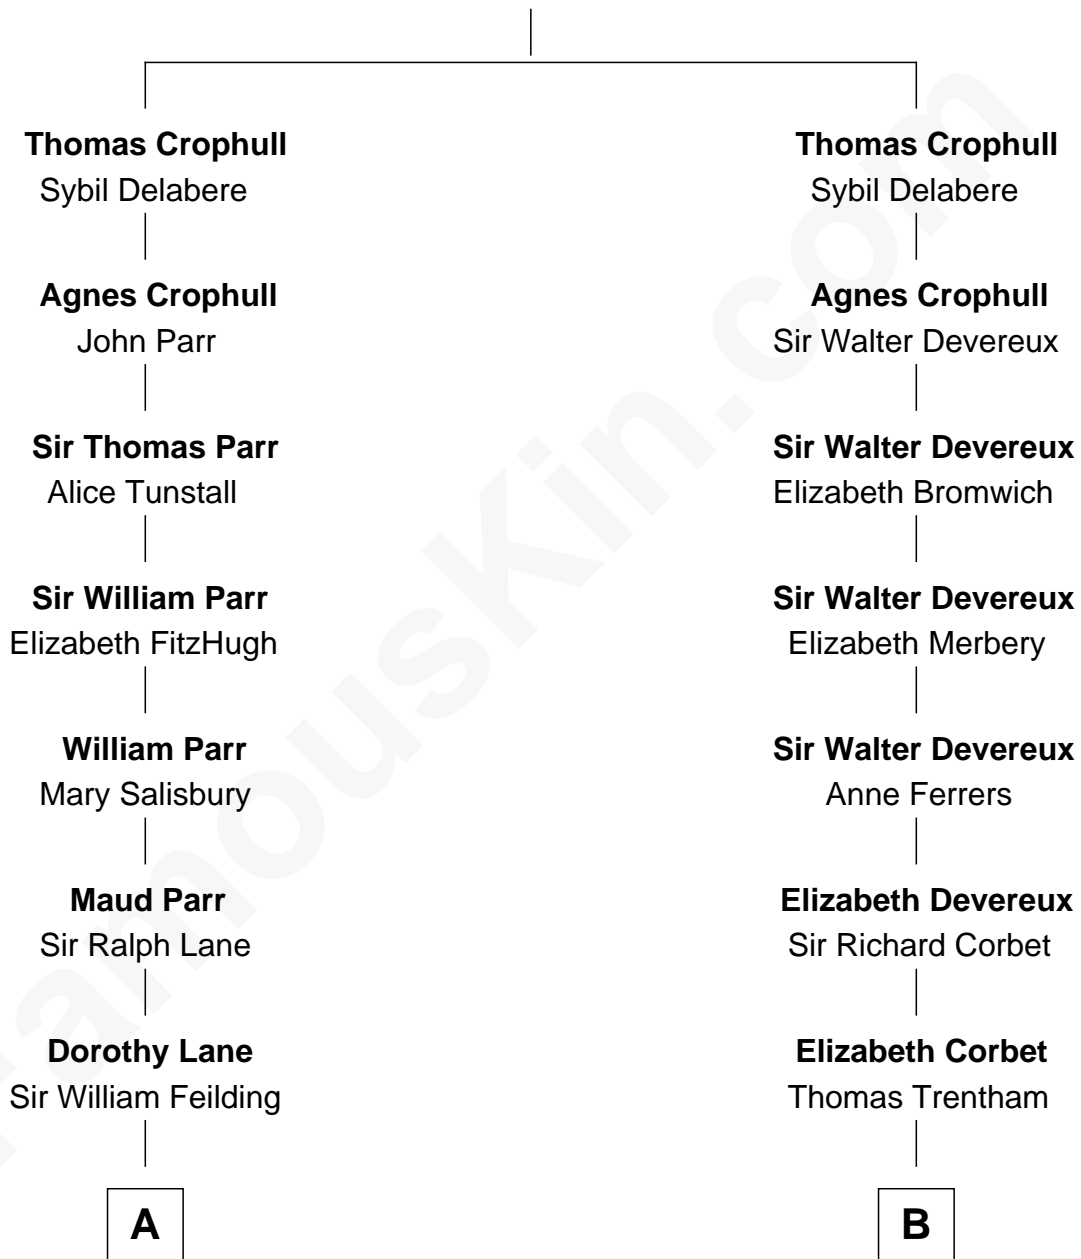 Thomas Crophull
Sybil Delabere
Agnes Crophull
John Parr
Sir Thomas Parr
Alice Tunstall
Sir William Parr
Elizabeth FitzHugh
William Parr
Mary Salisbury
Maud Parr
Sir Ralph Lane
Dorothy Lane
Sir William Feilding
A
Thomas Crophull
Sybil Delabere
Agnes Crophull
Sir Walter Devereux
Sir Walter Devereux
Elizabeth Bromwich
Sir Walter Devereux
Elizabeth Merbery
Sir Walter Devereux
Anne Ferrers
Elizabeth Devereux
Sir Richard Corbet
Elizabeth Corbet
Thomas Trentham
B
FamousKin.com